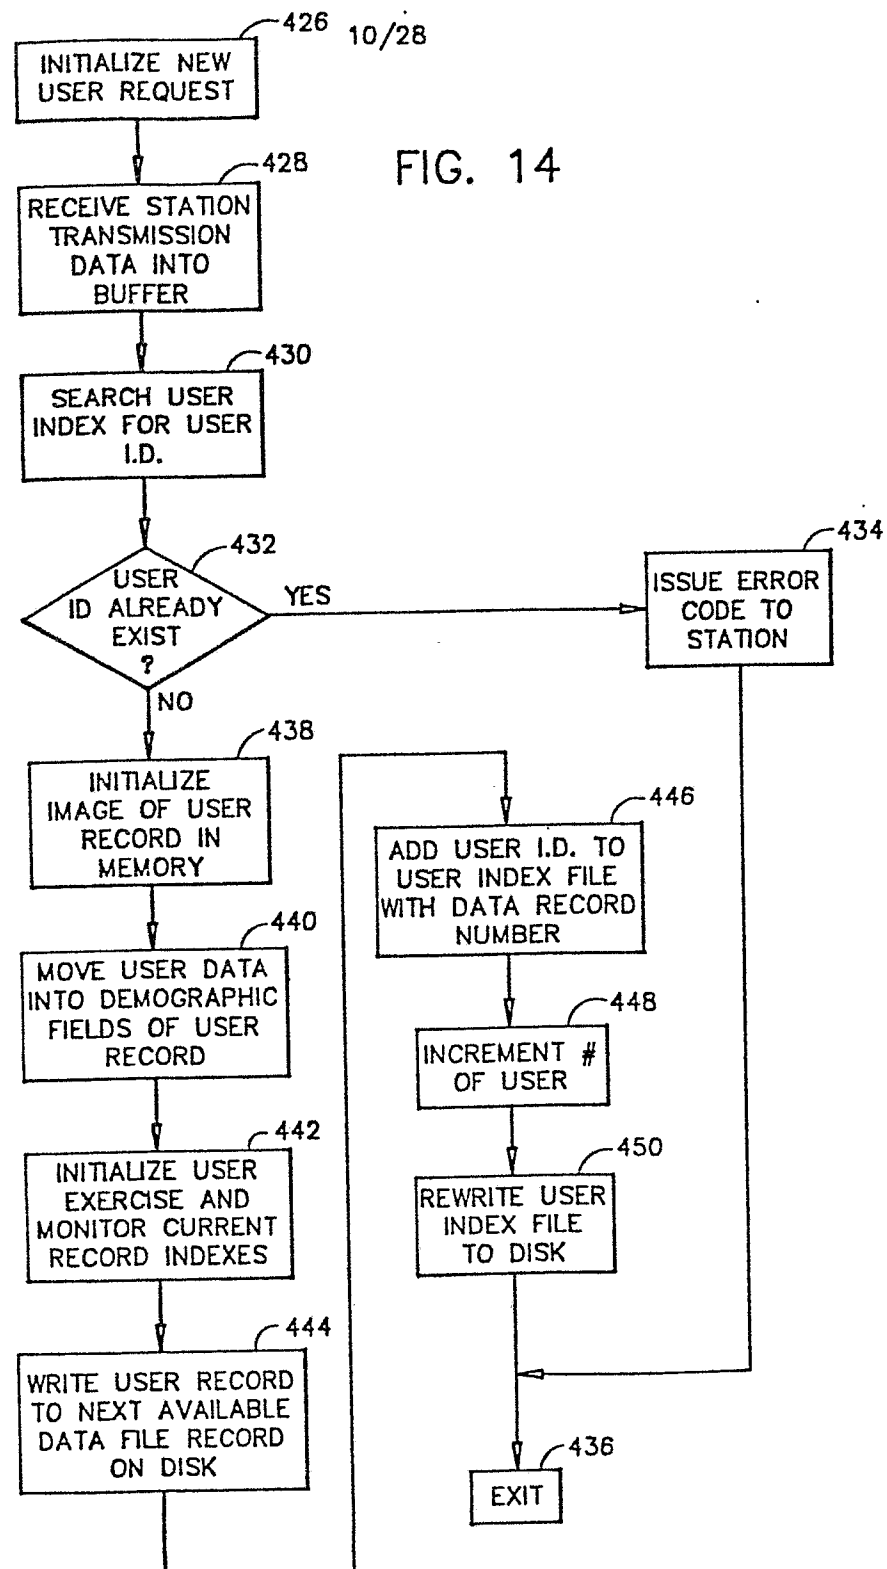 426
10/28
INITIALIZE NEW
USER REQUEST
FIG. 14
428
RECEIVE STATION
TRANSMISSION
DATA INTO
BUFFER
430
SEARCH USER
INDEX FOR USER
I.D.
432
USER
ID ALREADY
EXIST
?
YES
NO
434
ISSUE ERROR
CODE TO
STATION
438
INITIALIZE
IMAGE OF USER
RECORD IN
MEMORY
440
MOVE USER DATA
INTO DEMOGRAPHIC
FIELDS OF USER
RECORD
442
INITIALIZE USER
EXERCISE AND
MONITOR CURRENT
RECORD INDEXES
444
WRITE USER RECORD
TO NEXT AVAILABLE
DATA FILE RECORD
ON DISK
446
ADD USER I.D. TO
USER INDEX FILE
WITH DATA RECORD
NUMBER
448
INCREMENT #
OF USER
450
REWRITE USER
INDEX FILE
TO DISK
436
EXIT